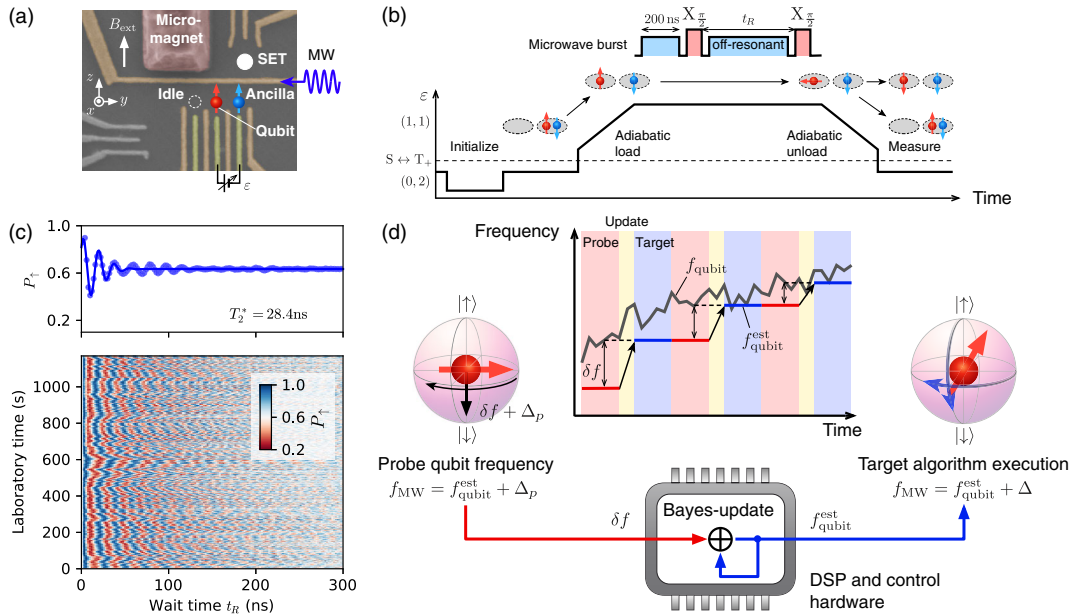 (a)
B_ext
Micro-
magnet
SET
MW
z
y
x
Idle
Ancilla
Qubit
ε
(b)
200 ns
X π/2
t_R
X π/2
Microwave burst
off-resonant
ε
(1, 1)
Initialize
Adiabatic
load
Adiabatic
unload
Measure
S ↔ T_+
(0, 2)
Time
(c)
1.0
0.6
0.2
P_↑
T_2^* = 28.4ns
1000
800
600
400
200
0
Laboratory time (s)
1.0
0.6
0.2
P_↑
0
100
200
300
Wait time t_R (ns)
(d)
Frequency
Update
Probe
Target
f_qubit
f_qubit^est
δf
Time
|↑⟩
δf + Δ_p
|↓⟩
|↑⟩
|↓⟩
Probe qubit frequency
f_MW = f_qubit^est + Δ_p
Target algorithm execution
f_MW = f_qubit^est + Δ
Bayes-update
δf
f_qubit^est
DSP and control
hardware